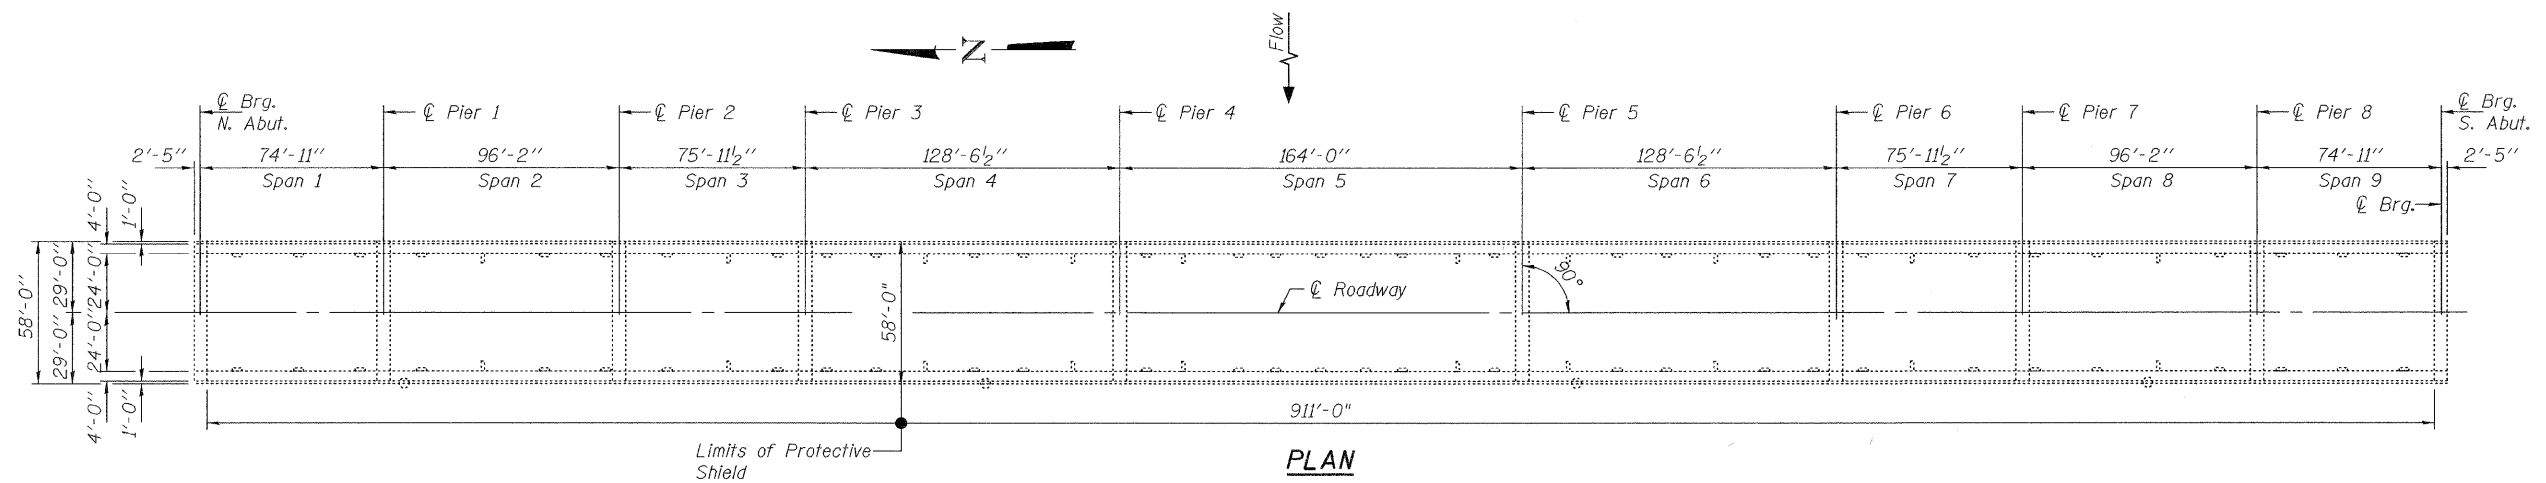 N
Flow
℄ Brg.
N. Abut.
℄ Pier 1
℄ Pier 2
℄ Pier 3
℄ Pier 4
℄ Pier 5
℄ Pier 6
℄ Pier 7
℄ Pier 8
℄ Brg.
S. Abut.
2'-5"
74'-11"
96'-2"
75'-11½"
128'-6½"
164'-0"
128'-6½"
75'-11½"
96'-2"
74'-11"
2'-5"
Span 1
Span 2
Span 3
Span 4
Span 5
Span 6
Span 7
Span 8
Span 9
℄ Brg.
4'-0"
1'-0"
58'-0"
29'-0"
29'-0"
24'-0"
24'-0"
4'-0"
1'-0"
58'-0"
℄ Roadway
90°
911'-0"
Limits of Protective
Shield
PLAN